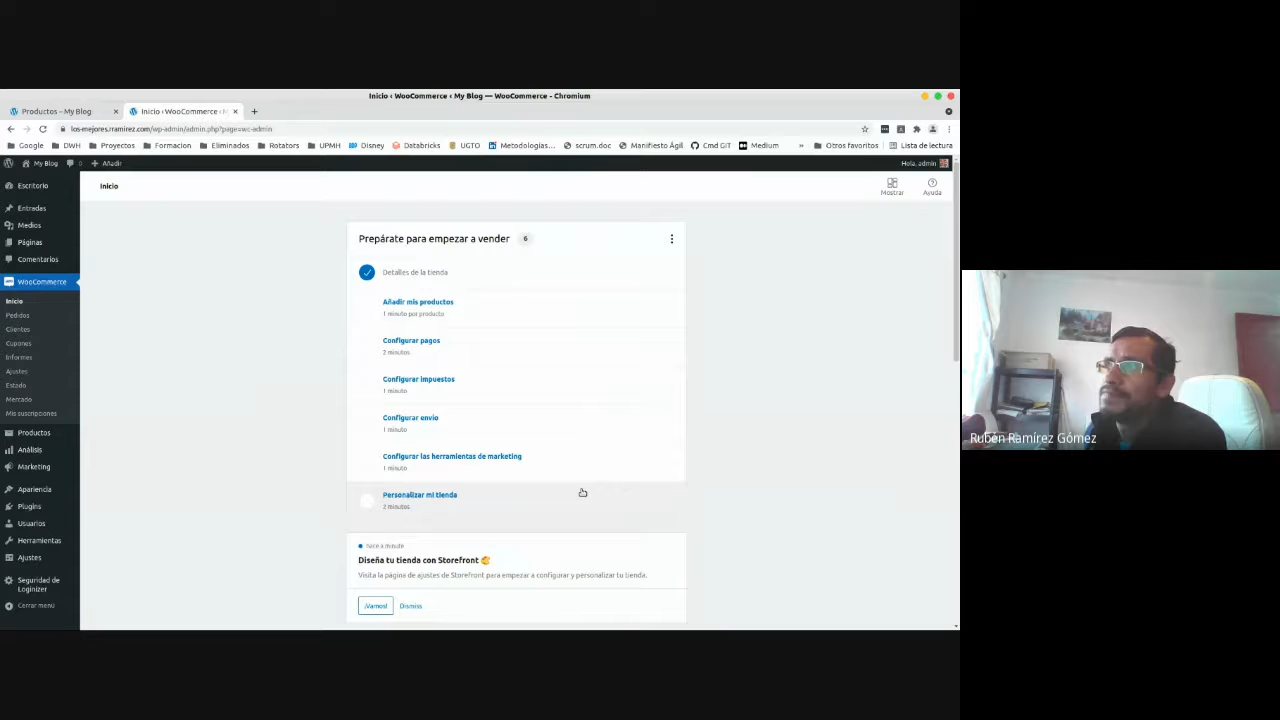 Inicio ‹ WooCommerce ‹ My Blog — WooCommerce - Chromium
Productos – My Blog
Inicio ‹ WooCommerce ‹ M
los-mejores.rramirez.com/wp-admin/admin.php?page=wc-admin
Google DWH Proyectos Formacion Eliminados Rotators UPMH Disney Databricks UGTO Metodologías... scrum.doc Manifiesto Ágil Cmd GIT Medium » Otros favoritos Lista de lectura
My Blog 0 Añadir Hola, admin
Inicio
Mostrar
Ayuda
Escritorio
Entradas
Medios
Páginas
Comentarios
WooCommerce
Inicio
Pedidos
Clientes
Cupones
Informes
Ajustes
Estado
Mercado
Mis suscripciones
Productos
Análisis
Marketing
Apariencia
Plugins
Usuarios
Herramientas
Ajustes
Seguridad de
Loginizer
Cerrar menú
Prepárate para empezar a vender 6
Detalles de la tienda
Añadir mis productos
1 minuto por producto
Configurar pagos
2 minutos
Configurar impuestos
1 minuto
Configurar envío
1 minuto
Configurar las herramientas de marketing
1 minuto
Personalizar mi tienda
2 minutos
hace a minute
Diseña tu tienda con Storefront
Visita la página de ajustes de Storefront para empezar a configurar y personalizar tu tienda.
¡Vamos! Dismiss
Rubén Ramírez Gómez